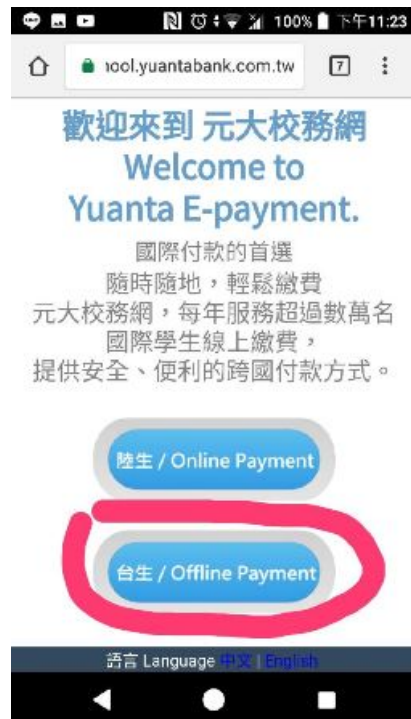 100% 下午11:23
hool.yuantabank.com.tw 7
歡迎來到 元大校務網
Welcome to
Yuanta E-payment.
國際付款的首選
隨時隨地，輕鬆繳費
元大校務網，每年服務超過數萬名
國際學生線上繳費，
提供安全、便利的跨國付款方式。
陸生 / Online Payment
台生 / Offline Payment
語言 Language 中文 | English